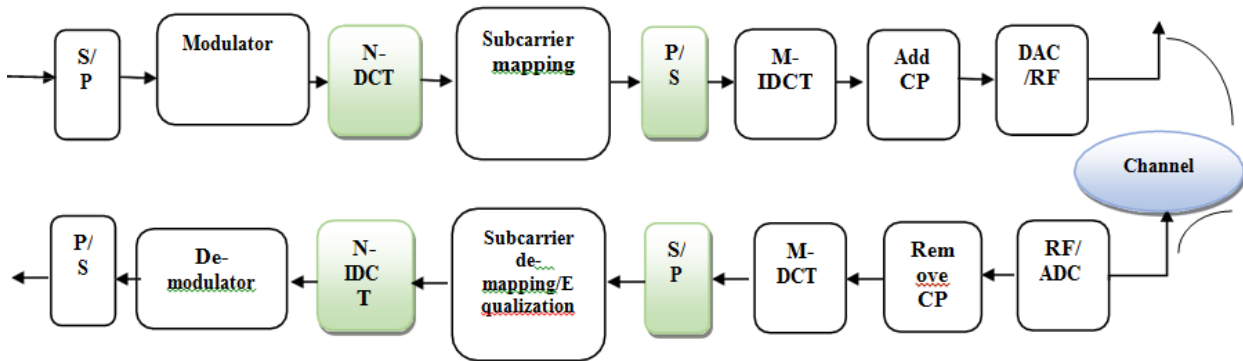 S/
P
Modulator
N-
DCT
Subcarrier
mapping
P/
S
M-
IDCT
Add
CP
DAC
/RF
Channel
P/
S
De-
modulator
N-
IDC
T
Subcarrier
de-
mapping/E
qualization
S/
P
M-
DCT
Rem
ove
CP
RF/
ADC